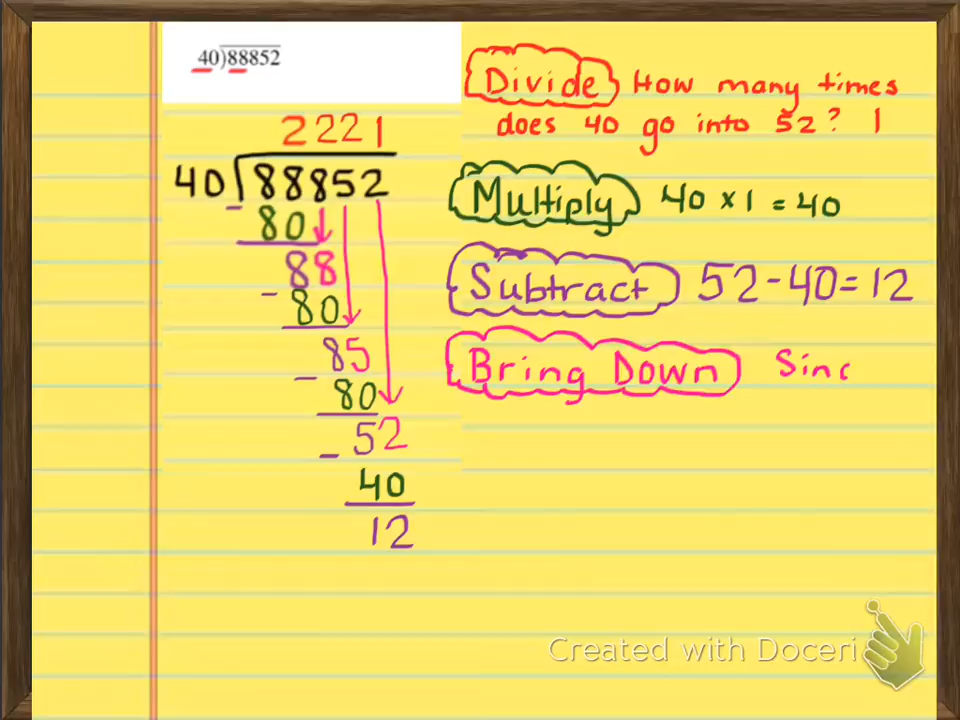 40)88852
Divide How many times
does 40 go into 52? 1
2221
40 88852
Multiply 40 x 1 = 40
- 80
Subtract 52 - 40 = 12
88
- 80
Bring Down Sinc
85
- 80
52
- 40
12
Created with Doceri